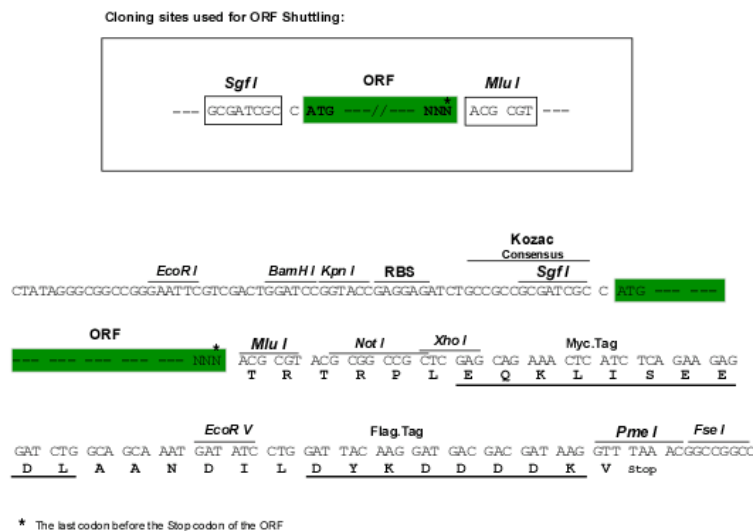 Cloning sites used for ORF Shuttling:
Sgf I ORF Mlu I
--- GCGATCGC C ATG ---//--- NNN* ACG CGT ---
Kozac
Consensus
EcoR I BamH I Kpn I RBS Sgf I
CTATAGGGCGGCCGGGAATTCGTCGACTGGATCCGGTACCGAGGAGATCTGCCGCCGCGATCGC C ATG --- ---
ORF Mlu I Not I Xho I Myc.Tag
--- --- --- --- --- --- NNN* ACG CGT ACG CGG CCG CTC GAG CAG AAA CTC ATC TCA GAA GAG
T R T R P L E Q K L I S E E
EcoR V Flag.Tag Pme I Fse I
GAT CTG GCA GCA AAT GAT ATC CTG GAT TAC AAG GAT GAC GAC GAT AAG GTT TAA ACGGCCGGCC
D L A A N D I L D Y K D D D D K V Stop
* The last codon before the Stop codon of the ORF